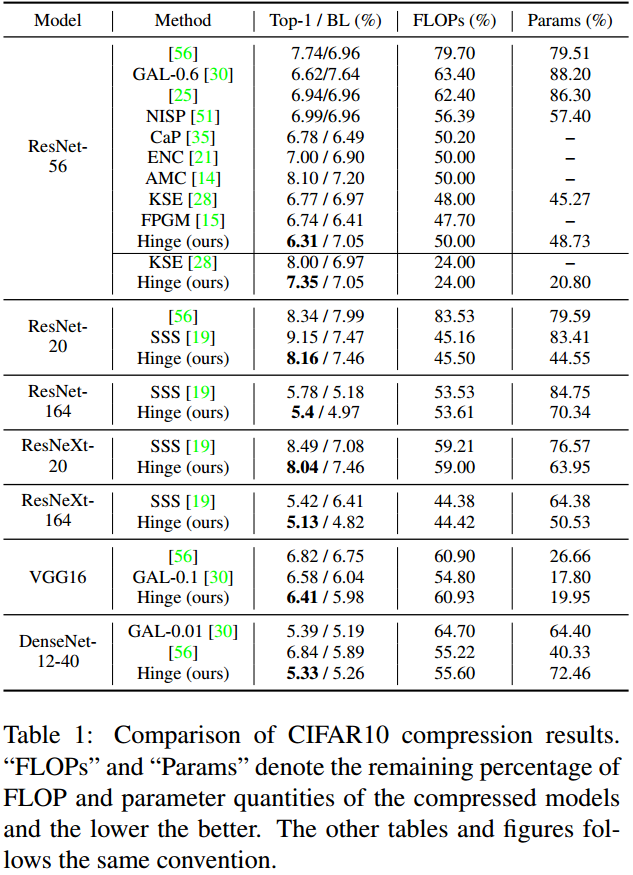 Model Method Top-1 / BL (%) FLOPs (%) Params (%)
[56] 7.74/6.96 79.70 79.51
GAL-0.6 [30] 6.62/7.64 63.40 88.20
[25] 6.94/6.96 62.40 86.30
NISP [51] 6.99/6.96 56.39 57.40
ResNet-56 CaP [35] 6.78 / 6.49 50.20 –
ENC [21] 7.00 / 6.90 50.00 –
AMC [14] 8.10 / 7.20 50.00 –
KSE [28] 6.77 / 6.97 48.00 45.27
FPGM [15] 6.74 / 6.41 47.70 –
Hinge (ours) 6.31 / 7.05 50.00 48.73
KSE [28] 8.00 / 6.97 24.00 –
Hinge (ours) 7.35 / 7.05 24.00 20.80
ResNet-20 [56] 8.34 / 7.99 83.53 79.59
SSS [19] 9.15 / 7.47 45.16 83.41
Hinge (ours) 8.16 / 7.46 45.50 44.55
ResNet-164 SSS [19] 5.78 / 5.18 53.53 84.75
Hinge (ours) 5.4 / 4.97 53.61 70.34
ResNeXt-20 SSS [19] 8.49 / 7.08 59.21 76.57
Hinge (ours) 8.04 / 7.46 59.00 63.95
ResNeXt-164 SSS [19] 5.42 / 6.41 44.38 64.38
Hinge (ours) 5.13 / 4.82 44.42 50.53
[56] 6.82 / 6.75 60.90 26.66
VGG16 GAL-0.1 [30] 6.58 / 6.04 54.80 17.80
Hinge (ours) 6.41 / 5.98 60.93 19.95
DenseNet-12-40 GAL-0.01 [30] 5.39 / 5.19 64.70 64.40
[56] 6.84 / 5.89 55.22 40.33
Hinge (ours) 5.33 / 5.26 55.60 72.46
Table 1: Comparison of CIFAR10 compression results.
“FLOPs” and “Params” denote the remaining percentage of
FLOP and parameter quantities of the compressed models
and the lower the better. The other tables and figures fol-
lows the same convention.